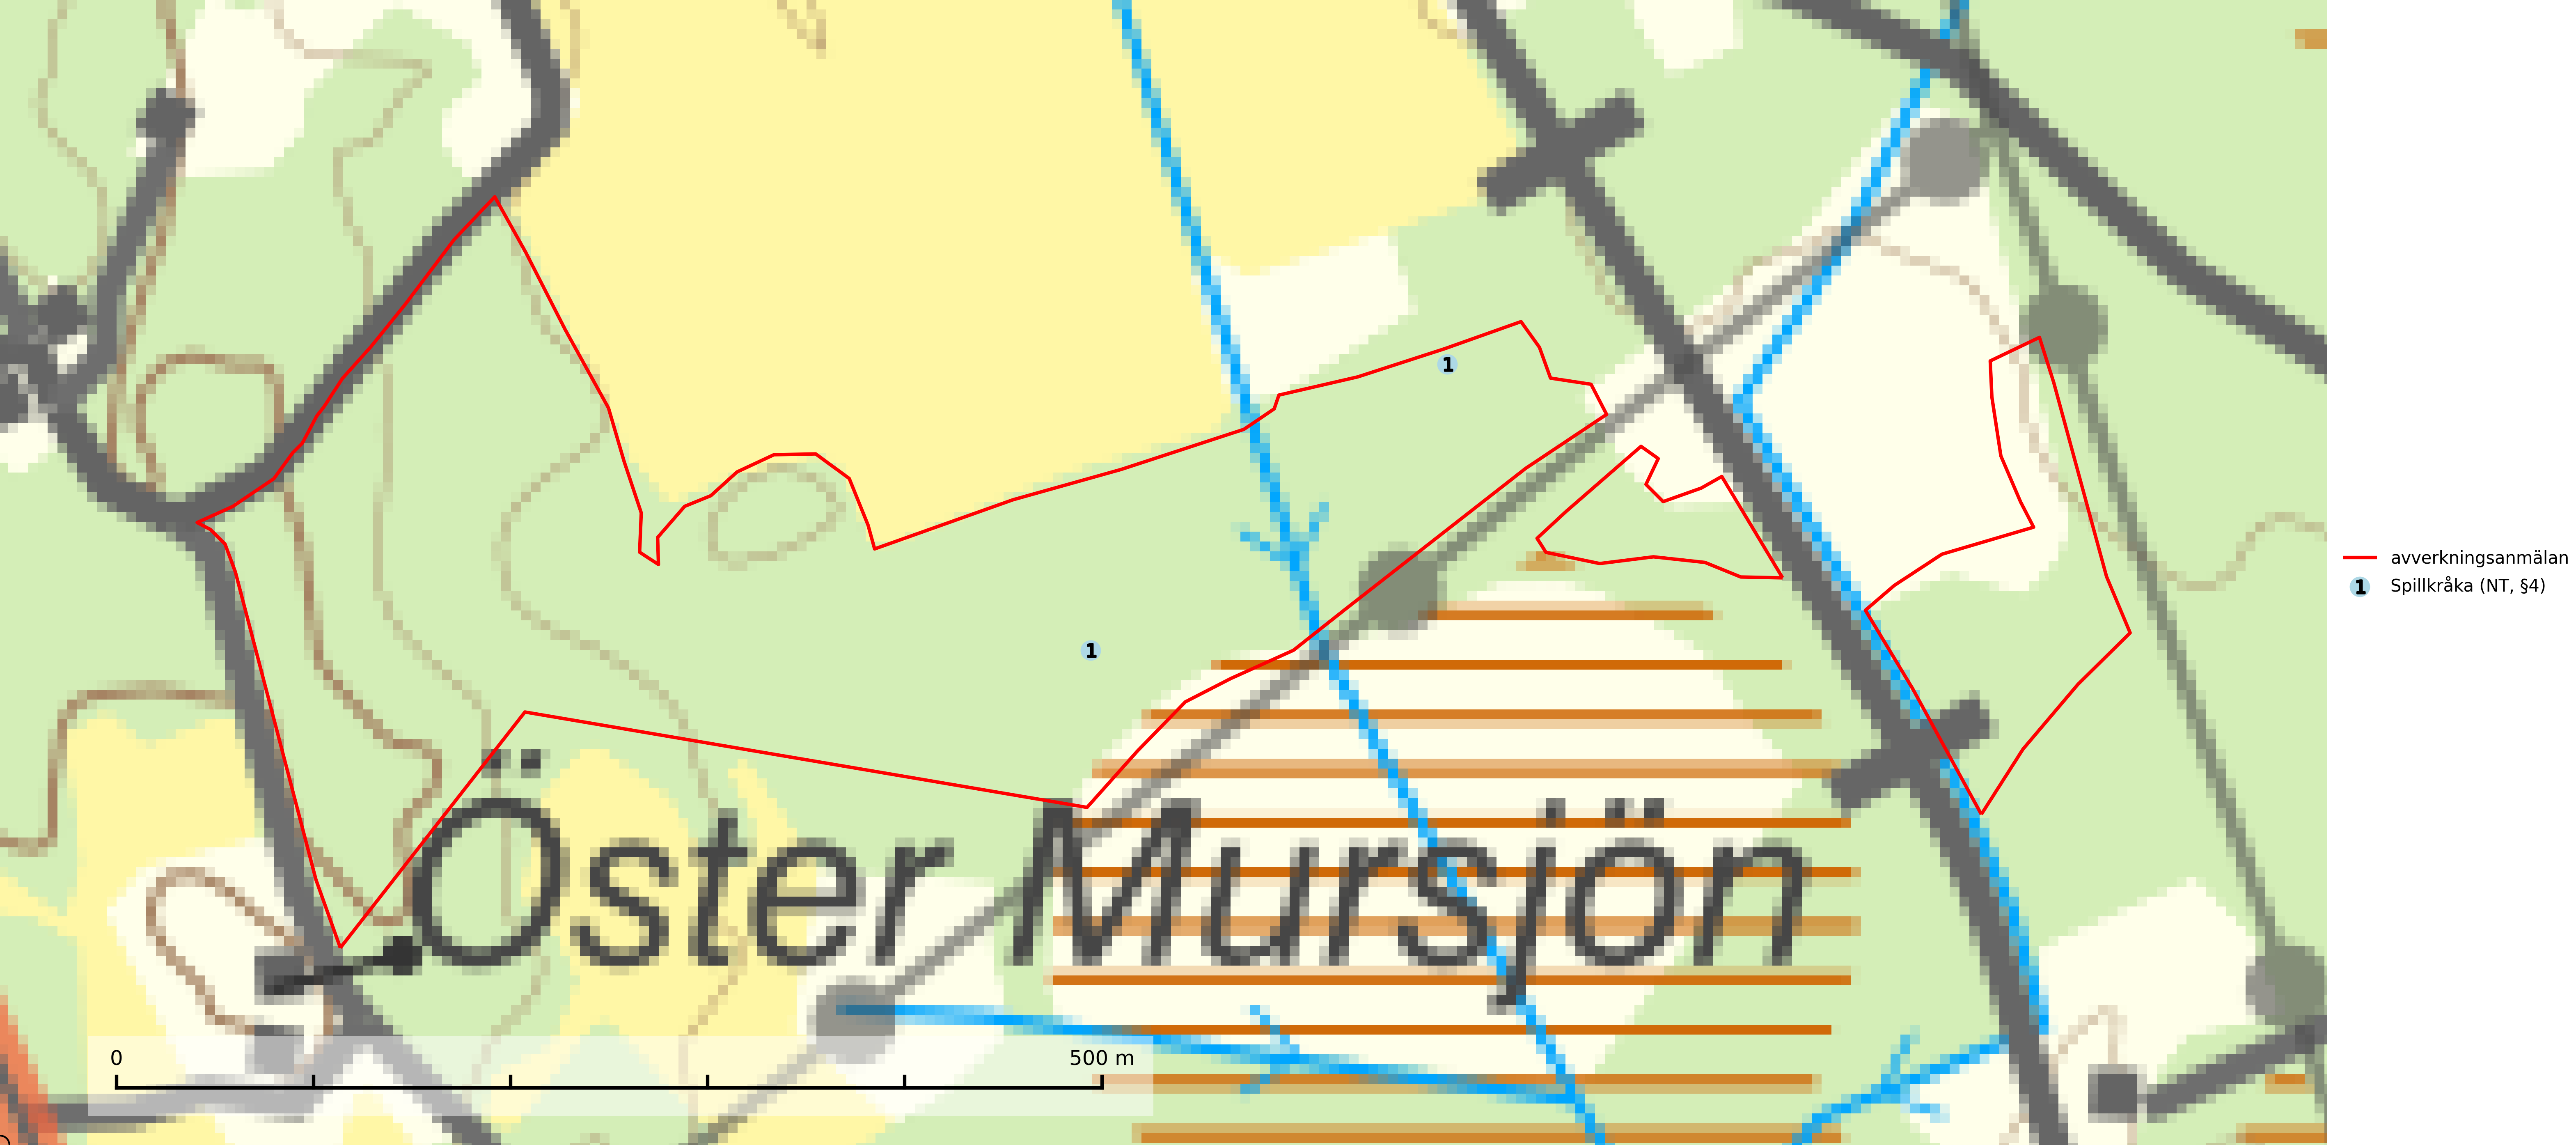 1
1
Öster Mursjön
0
500 m
avverkningsanmälan
1 Spillkråka (NT, §4)